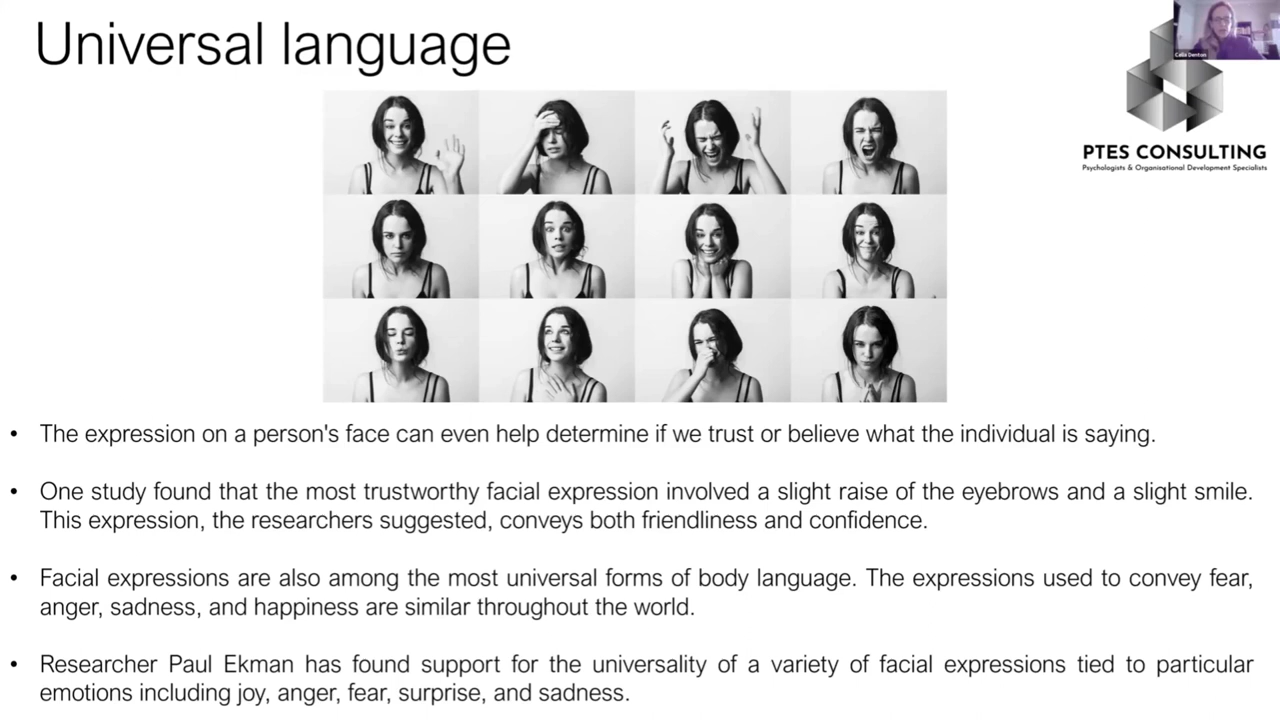 Universal language
Celia Denton
PTES CONSULTING
Psychologists & Organisational Development Specialists
• The expression on a person's face can even help determine if we trust or believe what the individual is saying.
• One study found that the most trustworthy facial expression involved a slight raise of the eyebrows and a slight smile.
This expression, the researchers suggested, conveys both friendliness and confidence.
• Facial expressions are also among the most universal forms of body language. The expressions used to convey fear,
anger, sadness, and happiness are similar throughout the world.
• Researcher Paul Ekman has found support for the universality of a variety of facial expressions tied to particular
emotions including joy, anger, fear, surprise, and sadness.